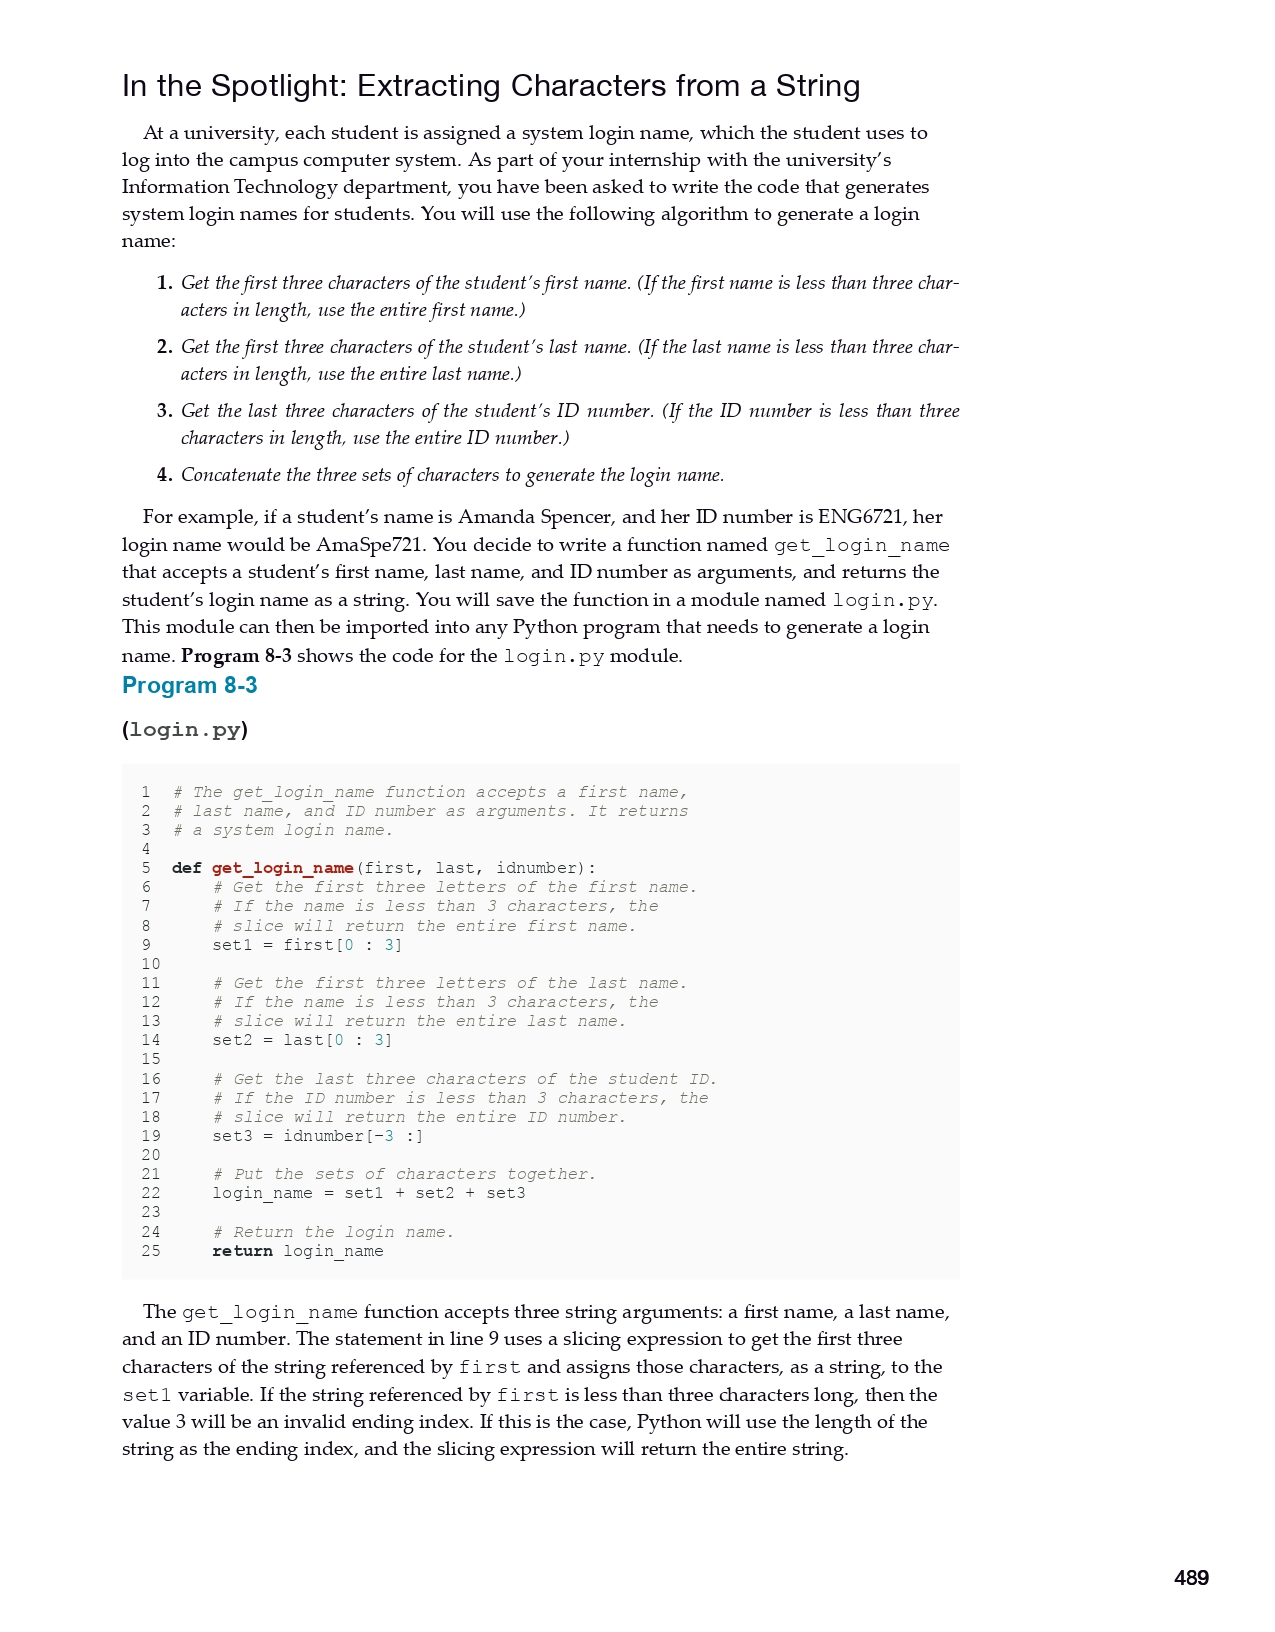 In the Spotlight: Extracting Characters from a String
At a university, each student is assigned a system login name, which the student uses to
log into the campus computer system. As part of your internship with the university’s
Information Technology department, you have been asked to write the code that generates
system login names for students. You will use the following algorithm to generate a login
name:
1. Get the first three characters of the student’s first name. (If the first name is less than three char-
acters in length, use the entire first name.)
2. Get the first three characters of the student’s last name. (If the last name is less than three char-
acters in length, use the entire last name.)
3. Get the last three characters of the student’s ID number. (If the ID number is less than three
characters in length, use the entire ID number.)
4. Concatenate the three sets of characters to generate the login name.
For example, if a student’s name is Amanda Spencer, and her ID number is ENG6721, her
login name would be AmaSpe721. You decide to write a function named get_login_name
that accepts a student’s first name, last name, and ID number as arguments, and returns the
student’s login name as a string. You will save the function in a module named login.py.
This module can then be imported into any Python program that needs to generate a login
name. Program 8-3 shows the code for the login.py module.
Program 8-3
(login.py)
1 # The get_login_name function accepts a first name,
2 # last name, and ID number as arguments. It returns
3 # a system login name.
4
5 def get_login_name(first, last, idnumber):
6     # Get the first three letters of the first name.
7     # If the name is less than 3 characters, the
8     # slice will return the entire first name.
9     set1 = first[0 : 3]
10
11     # Get the first three letters of the last name.
12     # If the name is less than 3 characters, the
13     # slice will return the entire last name.
14     set2 = last[0 : 3]
15
16     # Get the last three characters of the student ID.
17     # If the ID number is less than 3 characters, the
18     # slice will return the entire ID number.
19     set3 = idnumber[−3 :]
20
21     # Put the sets of characters together.
22     login_name = set1 + set2 + set3
23
24     # Return the login name.
25     return login_name
The get_login_name function accepts three string arguments: a first name, a last name,
and an ID number. The statement in line 9 uses a slicing expression to get the first three
characters of the string referenced by first and assigns those characters, as a string, to the
set1 variable. If the string referenced by first is less than three characters long, then the
value 3 will be an invalid ending index. If this is the case, Python will use the length of the
string as the ending index, and the slicing expression will return the entire string.
489